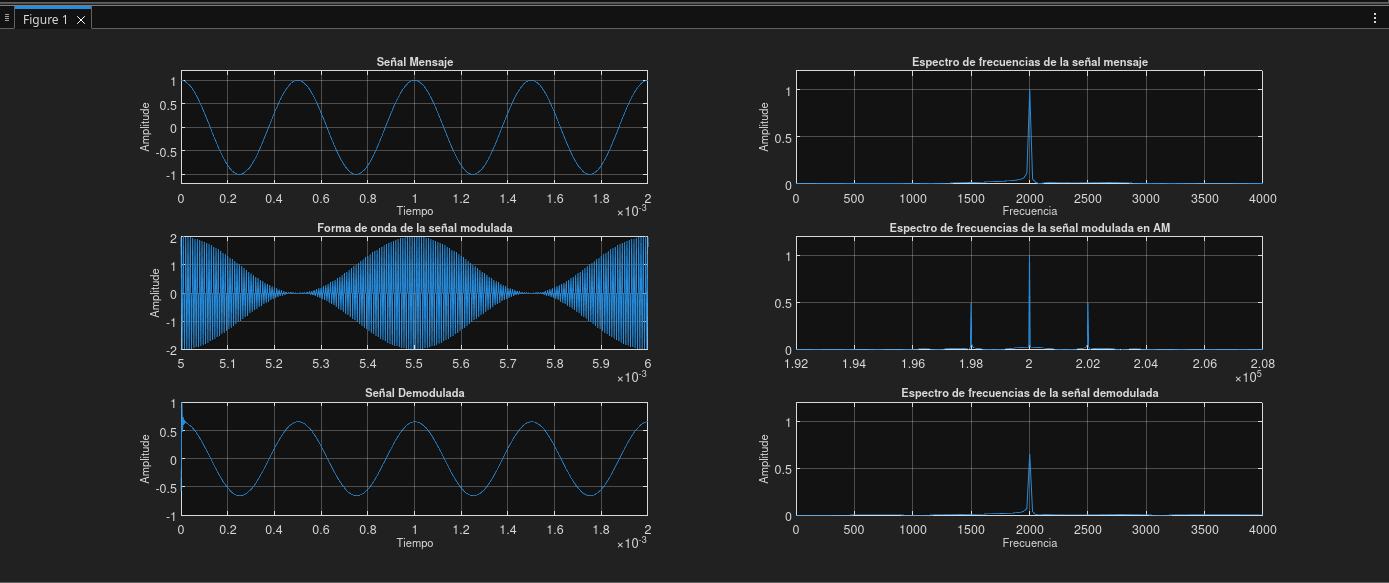 Figure 1
Señal Mensaje
Amplitude
1
0.5
0
-0.5
-1
0 0.2 0.4 0.6 0.8 1 1.2 1.4 1.6 1.8 2
Tiempo
×10⁻³
Espectro de frecuencias de la señal mensaje
Amplitude
1
0.5
0
0 500 1000 1500 2000 2500 3000 3500 4000
Frecuencia
Forma de onda de la señal modulada
Amplitude
2
1
0
-1
-2
5 5.1 5.2 5.3 5.4 5.5 5.6 5.7 5.8 5.9 6
×10⁻³
Espectro de frecuencias de la señal modulada en AM
1
0.5
0
1.92 1.94 1.96 1.98 2 2.02 2.04 2.06 2.08
×10⁵
Señal Demodulada
Amplitude
1
0.5
0
-0.5
-1
0 0.2 0.4 0.6 0.8 1 1.2 1.4 1.6 1.8 2
Tiempo
×10⁻³
Espectro de frecuencias de la señal demodulada
Amplitude
1
0.5
0
0 500 1000 1500 2000 2500 3000 3500 4000
Frecuencia